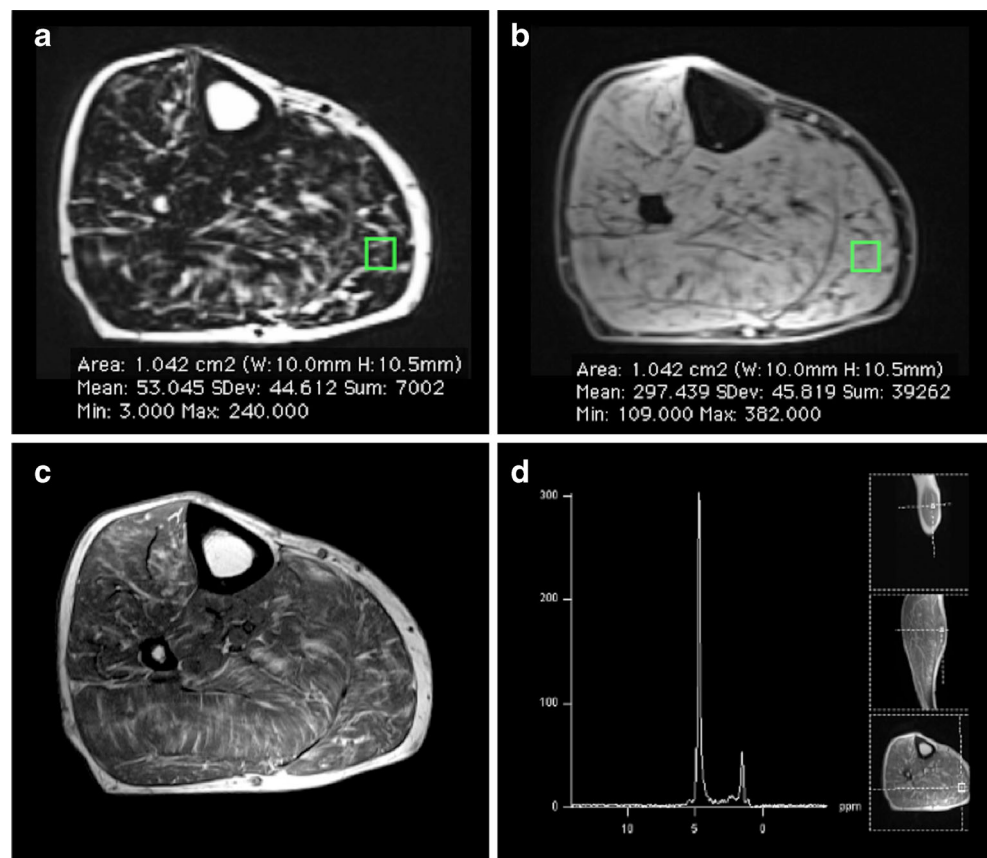 a
Area: 1.042 cm2 (W:10.0mm H:10.5mm)
Mean: 53.045 SDev: 44.612 Sum: 7002
Min: 3.000 Max: 240.000
b
Area: 1.042 cm2 (W:10.0mm H:10.5mm)
Mean: 297.439 SDev: 45.819 Sum: 39262
Min: 109.000 Max: 382.000
c
d
300
200
100
0
ppm
10
5
0